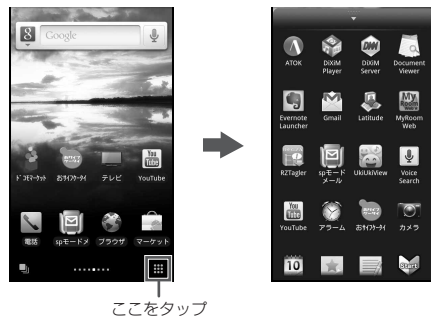 8 Google
ドコモマーケット おサイフケータイ テレビ YouTube
電話 spモードメ ブラウザ マーケット
ここをタップ
ATOK DiXiM Player DiXiM Server Document Viewer
Evernote Launcher Gmail Latitude MyRoom Web
RZTagler spモードメール UkiUkiView Voice Search
YouTube アラーム おサイフケータイ カメラ
10 Start